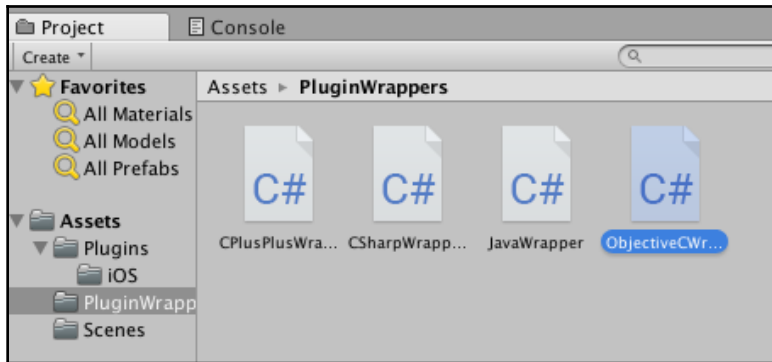 Project
Console
Create
Favorites
All Materials
All Models
All Prefabs
Assets
Plugins
iOS
PluginWrapp
Scenes
Assets PluginWrappers
C# C# C# C#
CPlusPlusWra... CSharpWrapp... JavaWrapper ObjectiveCWr...